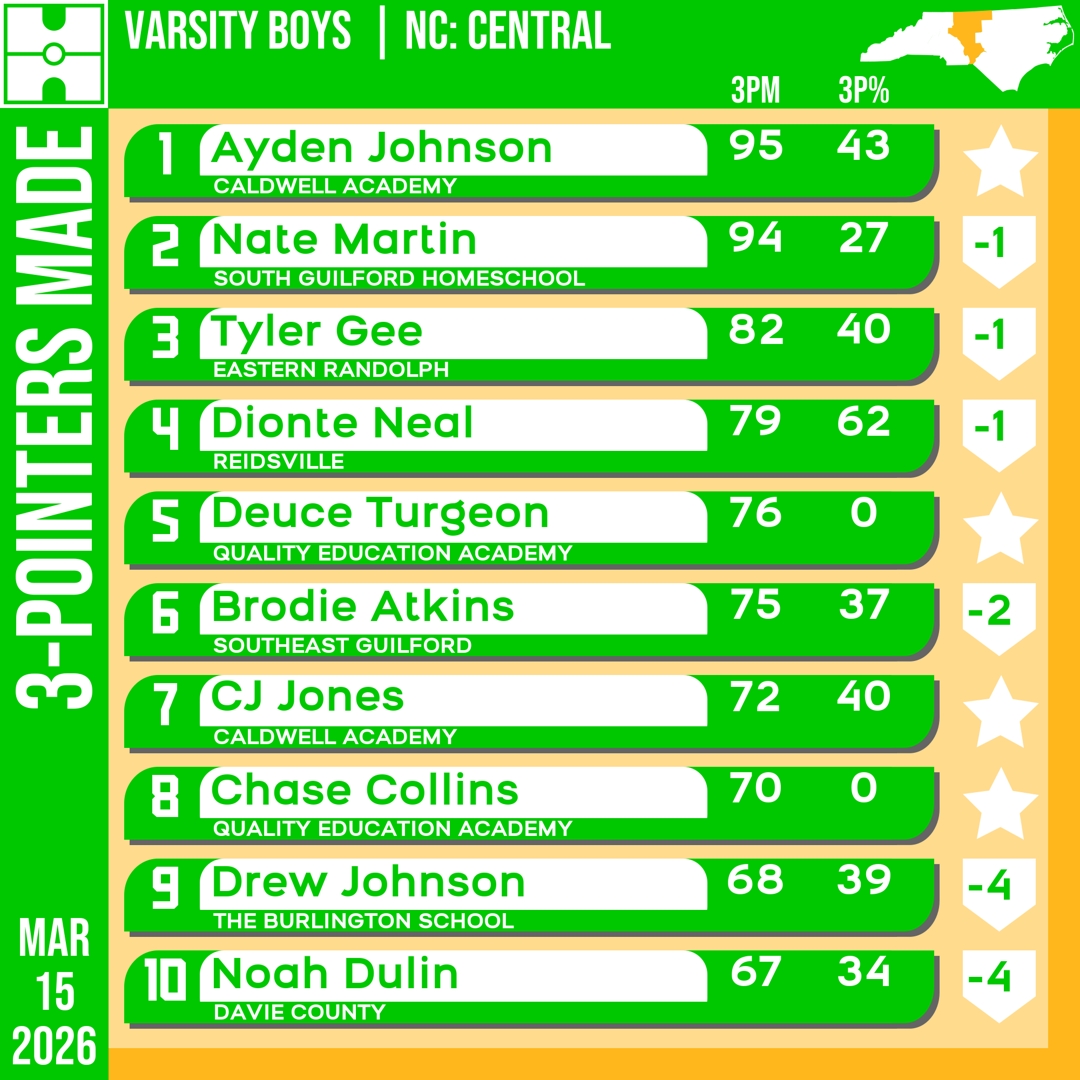 VARSITY BOYS | NC: CENTRAL
3PM 3P%
3-POINTERS MADE
1 Ayden Johnson 95 43
CALDWELL ACADEMY
2 Nate Martin 94 27 -1
SOUTH GUILFORD HOMESCHOOL
3 Tyler Gee 82 40 -1
EASTERN RANDOLPH
4 Dionte Neal 79 62 -1
REIDSVILLE
5 Deuce Turgeon 76 0
QUALITY EDUCATION ACADEMY
6 Brodie Atkins 75 37 -2
SOUTHEAST GUILFORD
7 CJ Jones 72 40
CALDWELL ACADEMY
8 Chase Collins 70 0
QUALITY EDUCATION ACADEMY
9 Drew Johnson 68 39 -4
THE BURLINGTON SCHOOL
10 Noah Dulin 67 34 -4
DAVIE COUNTY
MAR
15
2026